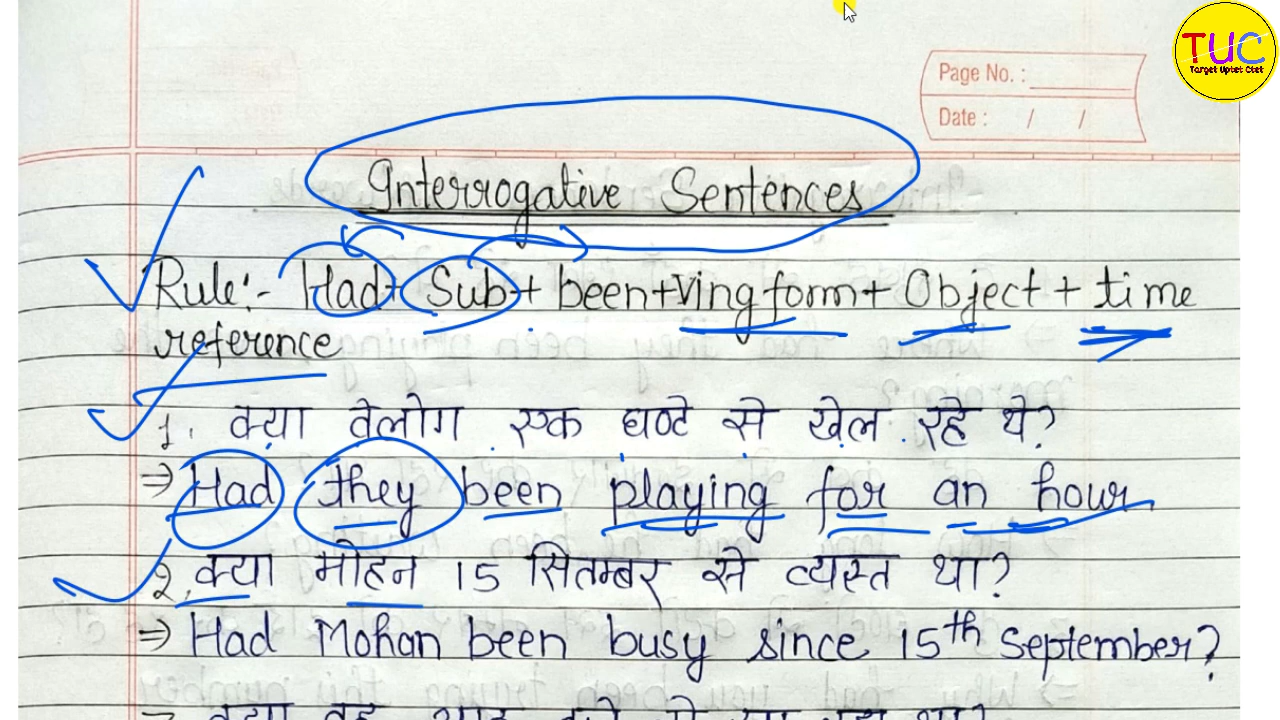 TUC
Target Uptet Ctet
Page No. :
Date : / /
Interrogative Sentences
Rule:- Had + Sub + been + Ving form + Object + time
reference
1. क्या वेलोग एक घण्टे से खेल रहे थे?
⇒ Had they been playing for an hour
2. क्या मोहन 15 सितम्बर से व्यस्त था?
⇒ Had Mohan been busy since 15th September?